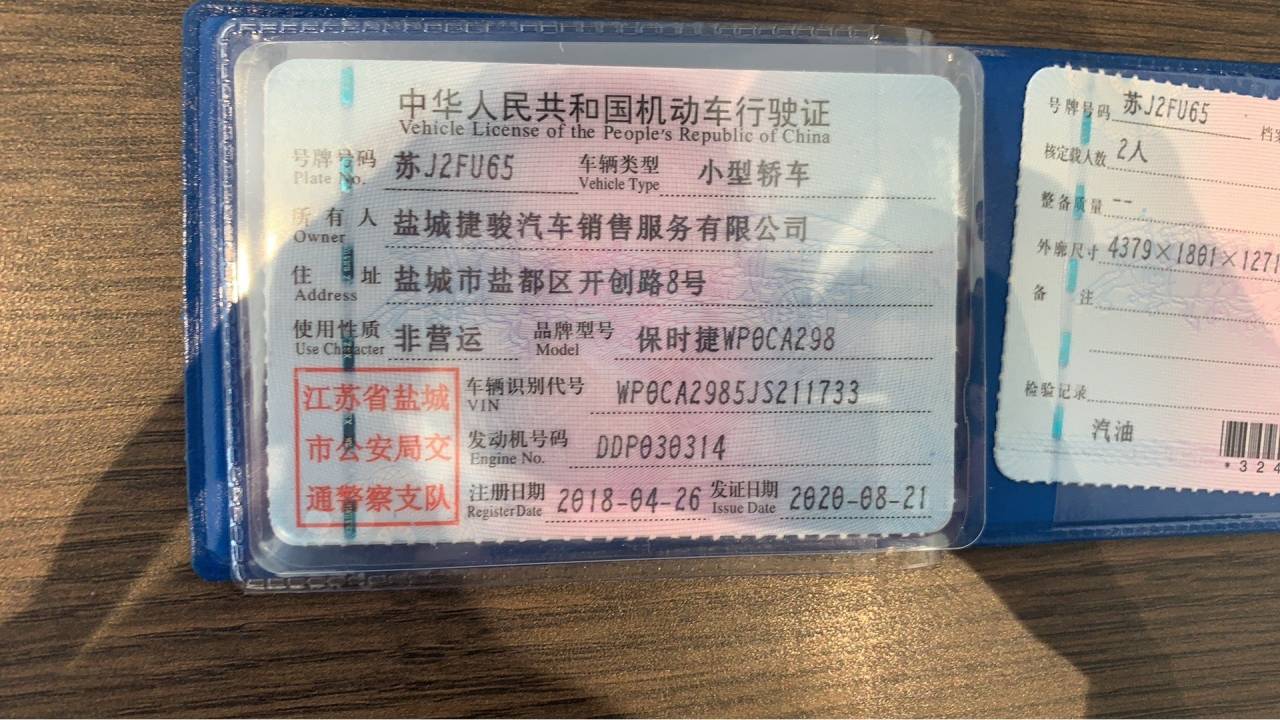 中华人民共和国机动车行驶证
Vehicle License of the People's Republic of China
号牌号码 苏J2FU65 车辆类型 小型轿车
Plate No. Vehicle Type
所有人 盐城捷骏汽车销售服务有限公司
Owner
住址 盐城市盐都区开创路8号
Address
使用性质 非营运 品牌型号 保时捷WP0CA298
Use Character Model
江苏省盐城
市公安局交
通警察支队
车辆识别代号 WP0CA2985JS211733
VIN
发动机号码 DDP030314
Engine No.
注册日期 2018-04-26 发证日期 2020-08-21
Register Date Issue Date
号牌号码 苏J2FU65 档
核定载人数 2人
整备质量 --
外廓尺寸 4379×1801×1271
备注
检验记录
汽油
*324